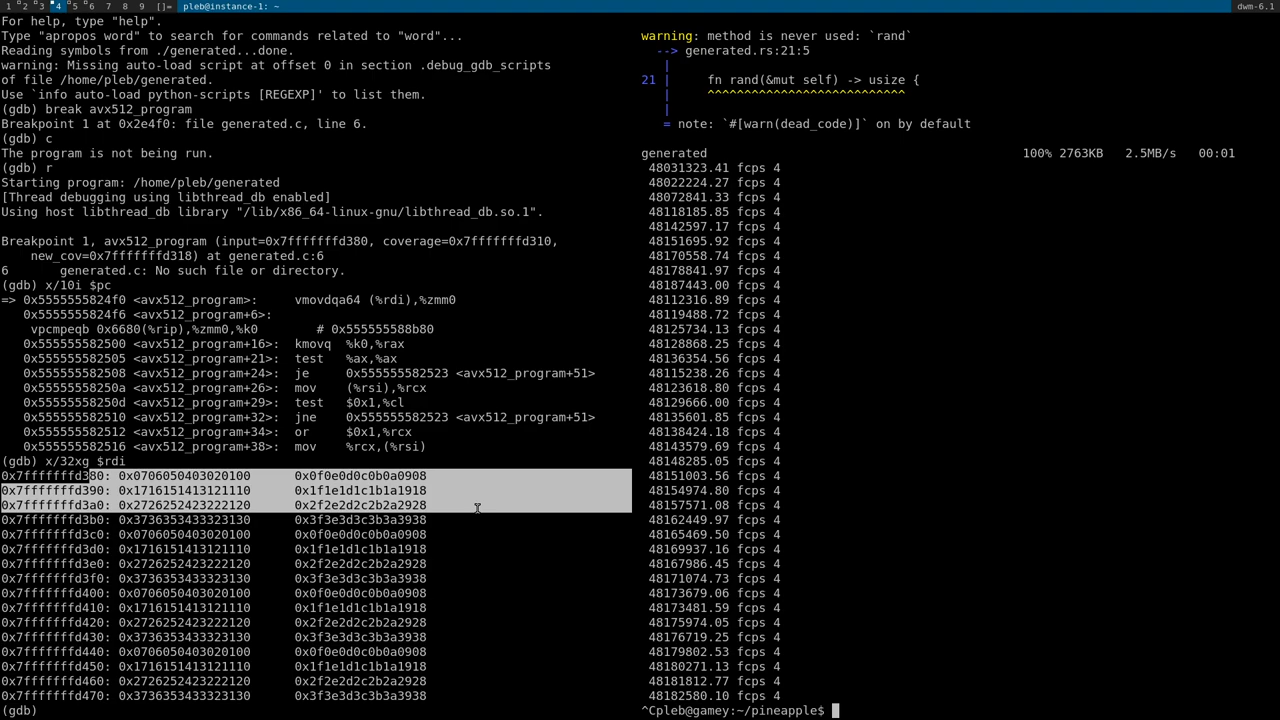 1 2 3 4 5 6 7 8 9 []= pleb@instance-1: ~ dwm-6.1
For help, type "help".
Type "apropos word" to search for commands related to "word"...
Reading symbols from ./generated...done.
warning: Missing auto-load script at offset 0 in section .debug_gdb_scripts
of file /home/pleb/generated.
Use `info auto-load python-scripts [REGEXP]' to list them.
(gdb) break avx512_program
Breakpoint 1 at 0x2e4f0: file generated.c, line 6.
(gdb) c
The program is not being run.
(gdb) r
Starting program: /home/pleb/generated
[Thread debugging using libthread_db enabled]
Using host libthread_db library "/lib/x86_64-linux-gnu/libthread_db.so.1".
Breakpoint 1, avx512_program (input=0x7fffffffd380, coverage=0x7fffffffd310,
new_cov=0x7fffffffd318) at generated.c:6
6 generated.c: No such file or directory.
(gdb) x/10i $pc
=> 0x5555555824f0 <avx512_program>: vmovdqa64 (%rdi),%zmm0
0x5555555824f6 <avx512_program+6>:
vpcmpeqb 0x6680(%rip),%zmm0,%k0 # 0x555555588b80
0x555555582500 <avx512_program+16>: kmovq %k0,%rax
0x555555582505 <avx512_program+21>: test %ax,%ax
0x555555582508 <avx512_program+24>: je 0x555555582523 <avx512_program+51>
0x55555558250a <avx512_program+26>: mov (%rsi),%rcx
0x55555558250d <avx512_program+29>: test $0x1,%cl
0x555555582510 <avx512_program+32>: jne 0x555555582523 <avx512_program+51>
0x555555582512 <avx512_program+34>: or $0x1,%rcx
0x555555582516 <avx512_program+38>: mov %rcx,(%rsi)
(gdb) x/32xg $rdi
0x7fffffffd380: 0x0706050403020100 0x0f0e0d0c0b0a0908
0x7fffffffd390: 0x1716151413121110 0x1f1e1d1c1b1a1918
0x7fffffffd3a0: 0x2726252423222120 0x2f2e2d2c2b2a2928
0x7fffffffd3b0: 0x3736353433323130 0x3f3e3d3c3b3a3938
0x7fffffffd3c0: 0x0706050403020100 0x0f0e0d0c0b0a0908
0x7fffffffd3d0: 0x1716151413121110 0x1f1e1d1c1b1a1918
0x7fffffffd3e0: 0x2726252423222120 0x2f2e2d2c2b2a2928
0x7fffffffd3f0: 0x3736353433323130 0x3f3e3d3c3b3a3938
0x7fffffffd400: 0x0706050403020100 0x0f0e0d0c0b0a0908
0x7fffffffd410: 0x1716151413121110 0x1f1e1d1c1b1a1918
0x7fffffffd420: 0x2726252423222120 0x2f2e2d2c2b2a2928
0x7fffffffd430: 0x3736353433323130 0x3f3e3d3c3b3a3938
0x7fffffffd440: 0x0706050403020100 0x0f0e0d0c0b0a0908
0x7fffffffd450: 0x1716151413121110 0x1f1e1d1c1b1a1918
0x7fffffffd460: 0x2726252423222120 0x2f2e2d2c2b2a2928
0x7fffffffd470: 0x3736353433323130 0x3f3e3d3c3b3a3938
(gdb)
warning: method is never used: `rand`
--> generated.rs:21:5
|
21 | fn rand(&mut self) -> usize {
| ^^^^^^^^^^^^^^^^^^^^^^^^^^^
|
= note: `#[warn(dead_code)]` on by default
generated 100% 2763KB 2.5MB/s 00:01
48031323.41 fcps 4
48022224.27 fcps 4
48072841.33 fcps 4
48118185.85 fcps 4
48142597.17 fcps 4
48151695.92 fcps 4
48170558.74 fcps 4
48178841.97 fcps 4
48187443.00 fcps 4
48112316.89 fcps 4
48119488.72 fcps 4
48125734.13 fcps 4
48128868.25 fcps 4
48136354.56 fcps 4
48115238.26 fcps 4
48123618.80 fcps 4
48129666.00 fcps 4
48135601.85 fcps 4
48138424.18 fcps 4
48143579.69 fcps 4
48148285.05 fcps 4
48151003.56 fcps 4
48154974.80 fcps 4
48157571.08 fcps 4
48162449.97 fcps 4
48165469.50 fcps 4
48169937.16 fcps 4
48167986.45 fcps 4
48171074.73 fcps 4
48173679.06 fcps 4
48173481.59 fcps 4
48175974.05 fcps 4
48176719.25 fcps 4
48179802.53 fcps 4
48180271.13 fcps 4
48181812.77 fcps 4
48182580.10 fcps 4
^Cpleb@gamey:~/pineapple$